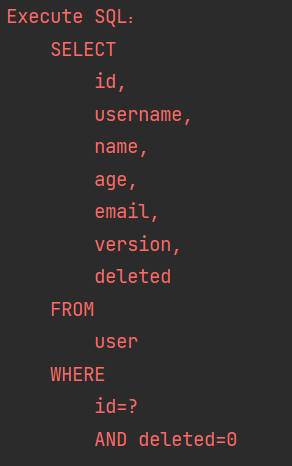 Execute SQL：
    SELECT
        id,
        username,
        name,
        age,
        email,
        version,
        deleted
    FROM
        user
    WHERE
        id=?
        AND deleted=0